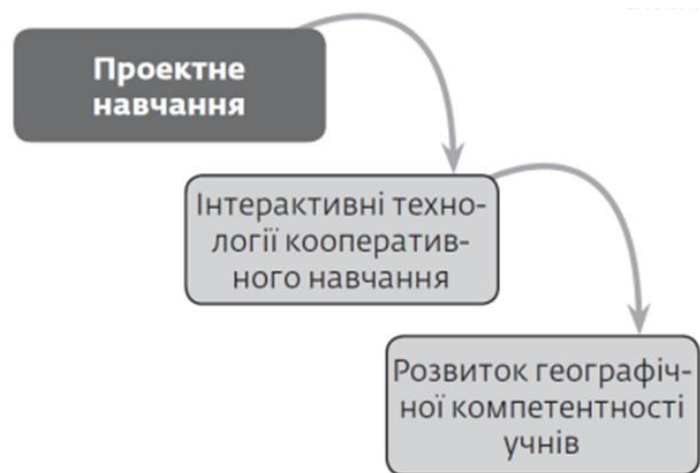 Проектне
навчання
Інтерактивні техно-
логії кооператив-
ного навчання
Розвиток географіч-
ної компетентності
учнів